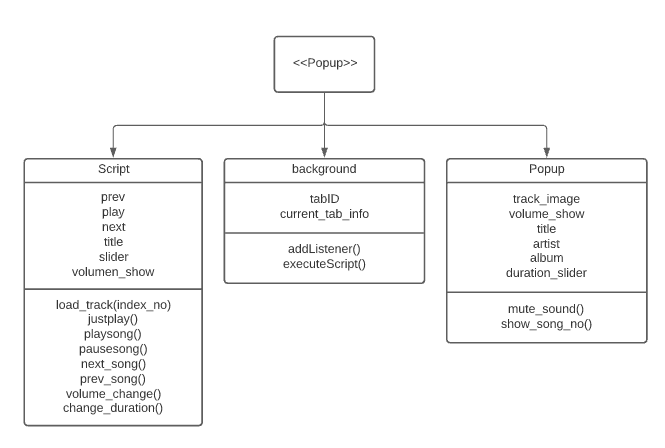 <<Popup>>
Script
prev
play
next
title
slider
volumen_show
load_track(index_no)
justplay()
playsong()
pausesong()
next_song()
prev_song()
volume_change()
change_duration()
background
tabID
current_tab_info
addListener()
executeScript()
Popup
track_image
volume_show
title
artist
album
duration_slider
mute_sound()
show_song_no()